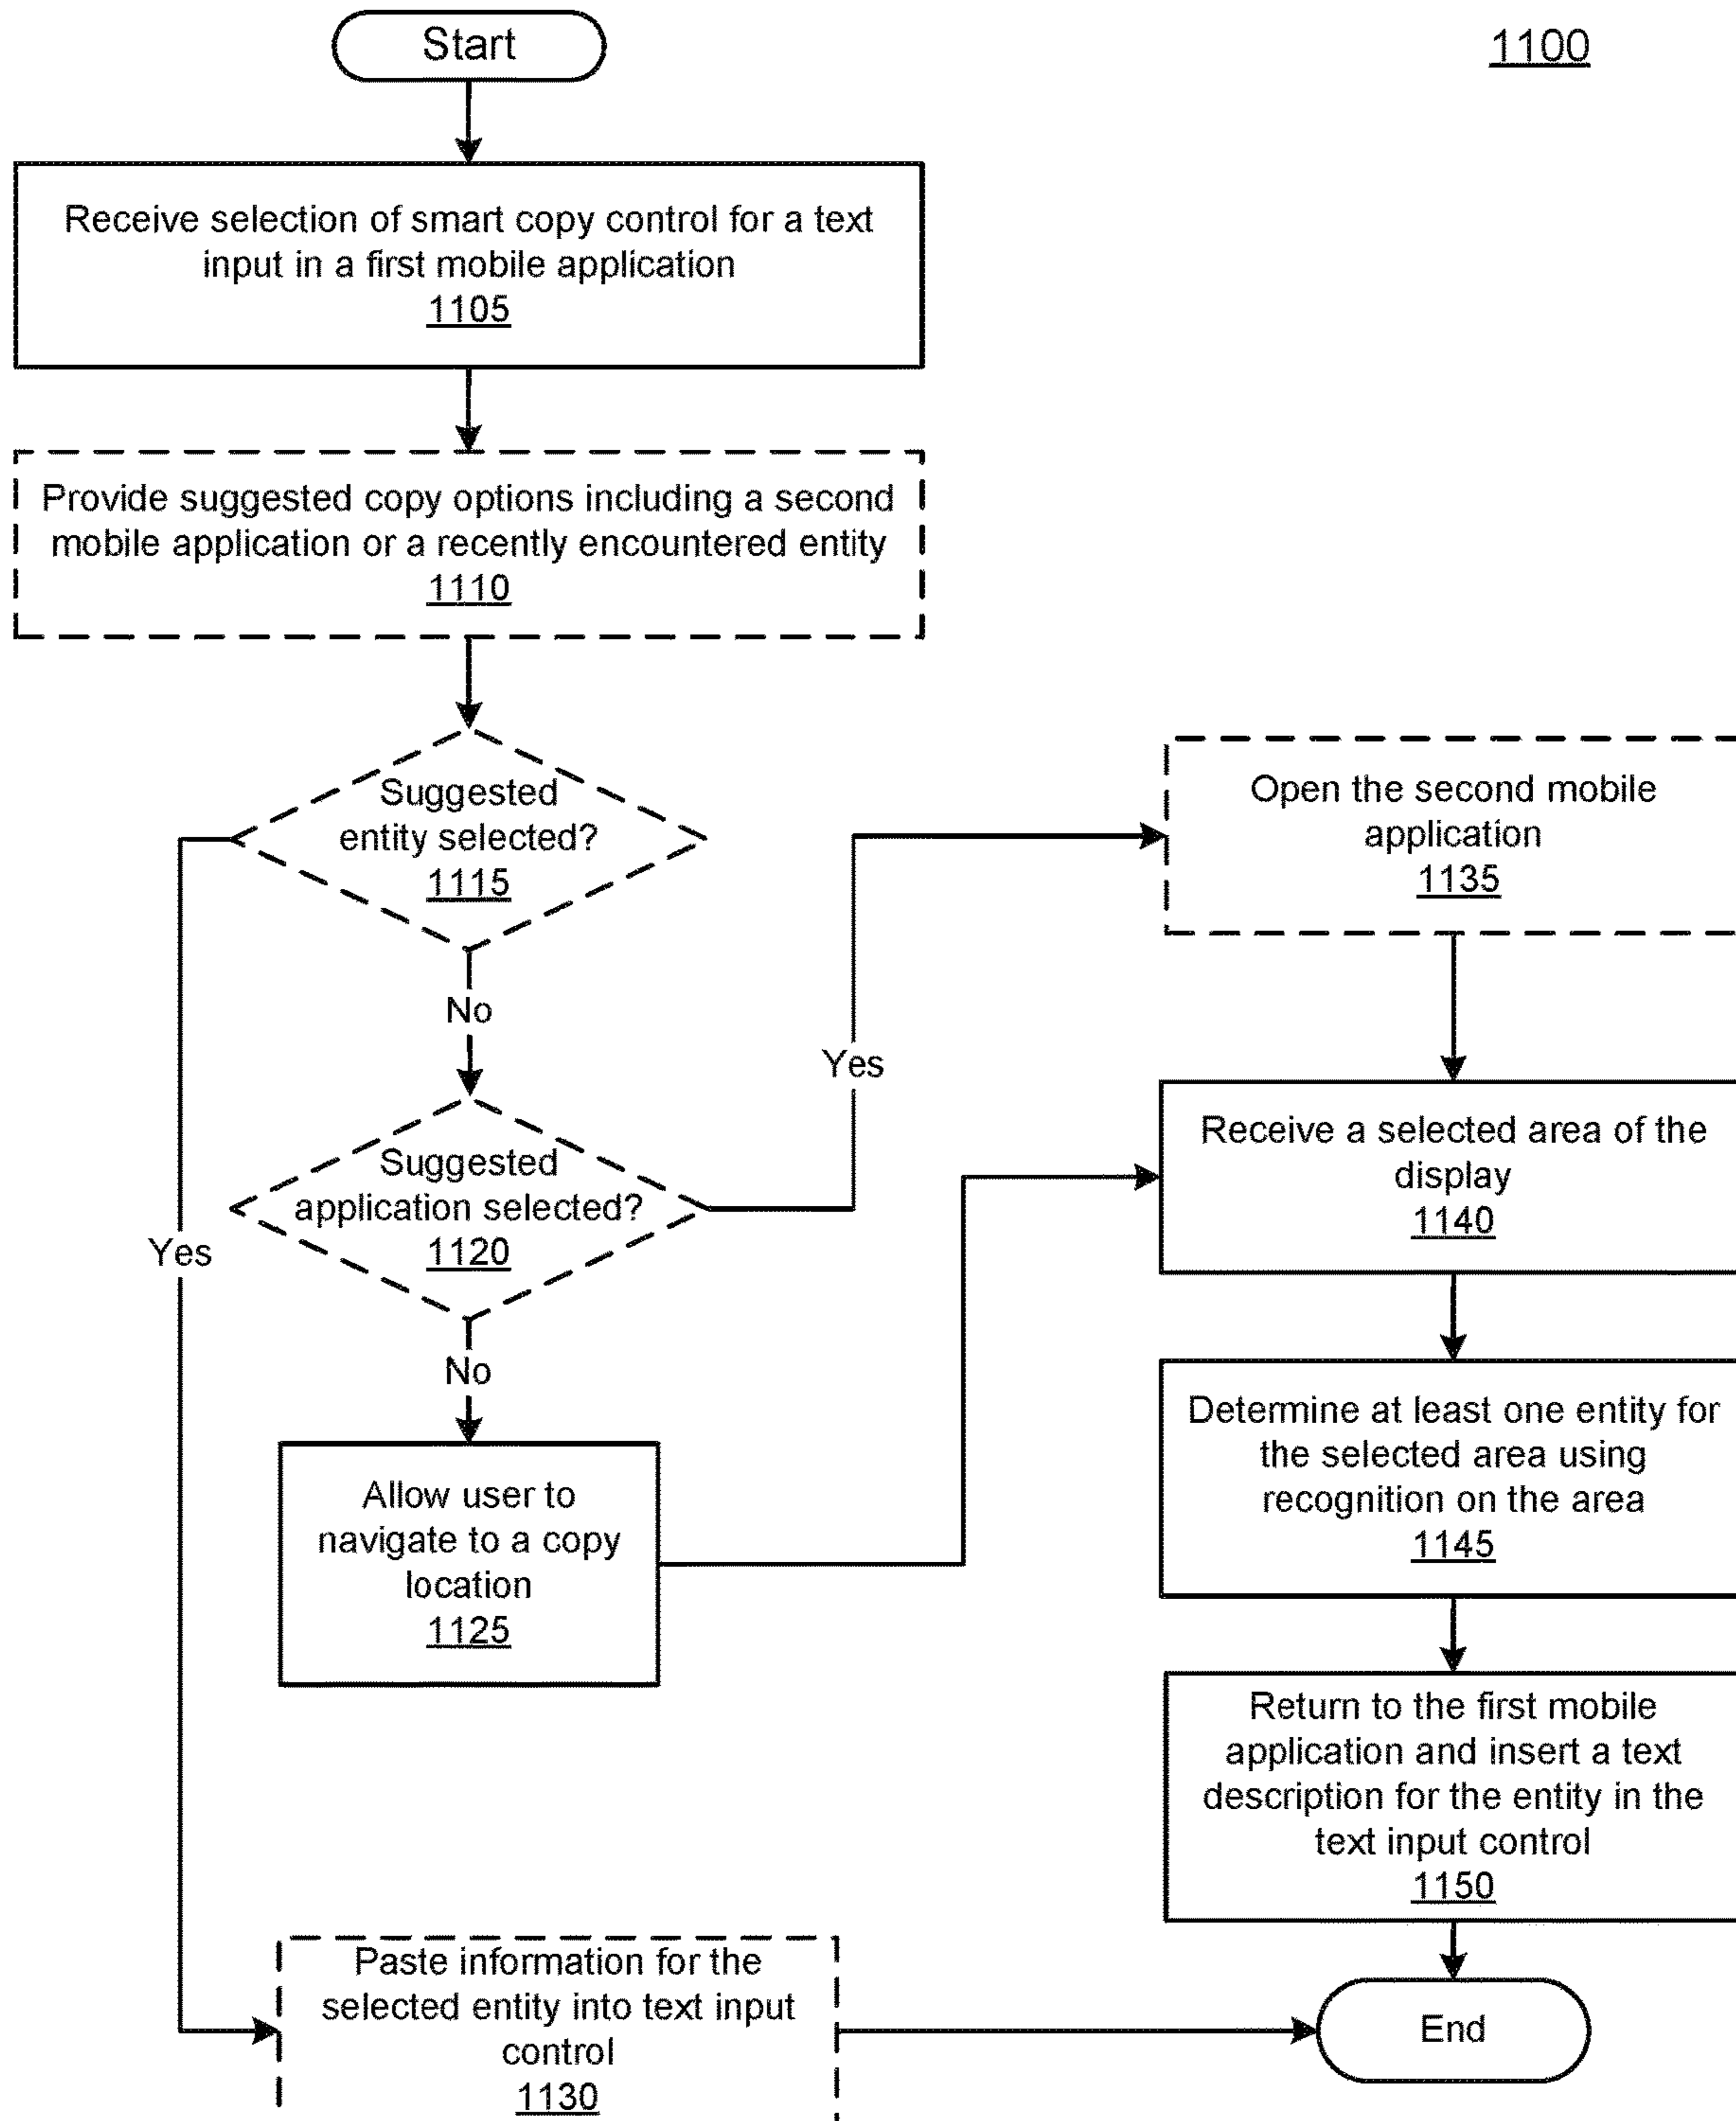 Start
1100
Receive selection of smart copy control for a text
input in a first mobile application
1105
Provide suggested copy options including a second
mobile application or a recently encountered entity
1110
Suggested
entity selected?
1115
No
Yes
Suggested
application selected?
1120
Yes
No
Allow user to
navigate to a copy
location
1125
Paste information for the
selected entity into text input
control
1130
Open the second mobile
application
1135
Receive a selected area of the
display
1140
Determine at least one entity for
the selected area using
recognition on the area
1145
Return to the first mobile
application and insert a text
description for the entity in the
text input control
1150
End